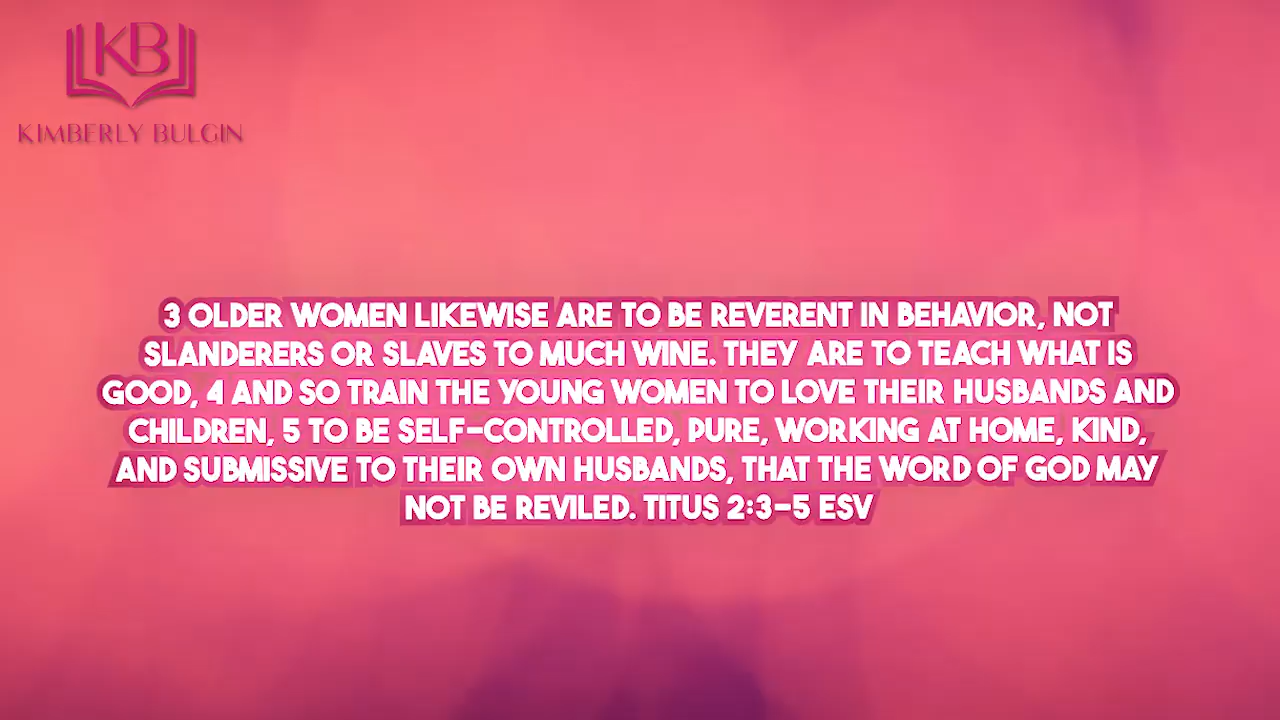 KB
KIMBERLY BULGIN
3 OLDER WOMEN LIKEWISE ARE TO BE REVERENT IN BEHAVIOR, NOT
SLANDERERS OR SLAVES TO MUCH WINE. THEY ARE TO TEACH WHAT IS
GOOD, 4 AND SO TRAIN THE YOUNG WOMEN TO LOVE THEIR HUSBANDS AND
CHILDREN, 5 TO BE SELF-CONTROLLED, PURE, WORKING AT HOME, KIND,
AND SUBMISSIVE TO THEIR OWN HUSBANDS, THAT THE WORD OF GOD MAY
NOT BE REVILED. TITUS 2:3-5 ESV